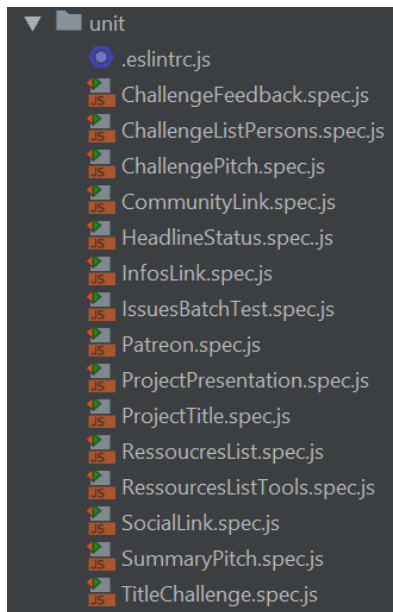 unit
.eslintrc.js
ChallengeFeedback.spec.js
ChallengeListPersons.spec.js
ChallengePitch.spec.js
CommunityLink.spec.js
HeadlineStatus.spec..js
InfosLink.spec.js
IssuesBatchTest.spec.js
Patreon.spec.js
ProjectPresentation.spec.js
ProjectTitle.spec.js
RessoucresList.spec.js
RessourcesListTools.spec.js
SocialLink.spec.js
SummaryPitch.spec.js
TitleChallenge.spec.js